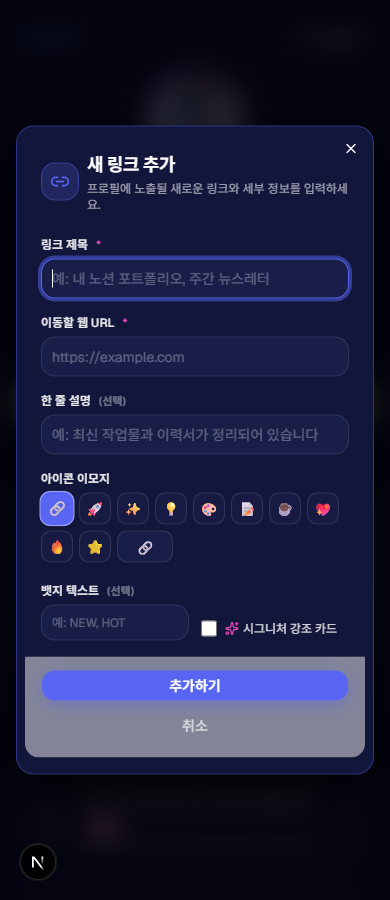 새 링크 추가
프로필에 노출될 새로운 링크와 세부 정보를 입력하세
요.
링크 제목 *
예: 내 노션 포트폴리오, 주간 뉴스레터
이동할 웹 URL *
https://example.com
한 줄 설명 (선택)
예: 최신 작업물과 이력서가 정리되어 있습니다
아이콘 이모지
뱃지 텍스트 (선택)
예: NEW, HOT
시그니처 강조 카드
추가하기
취소
N